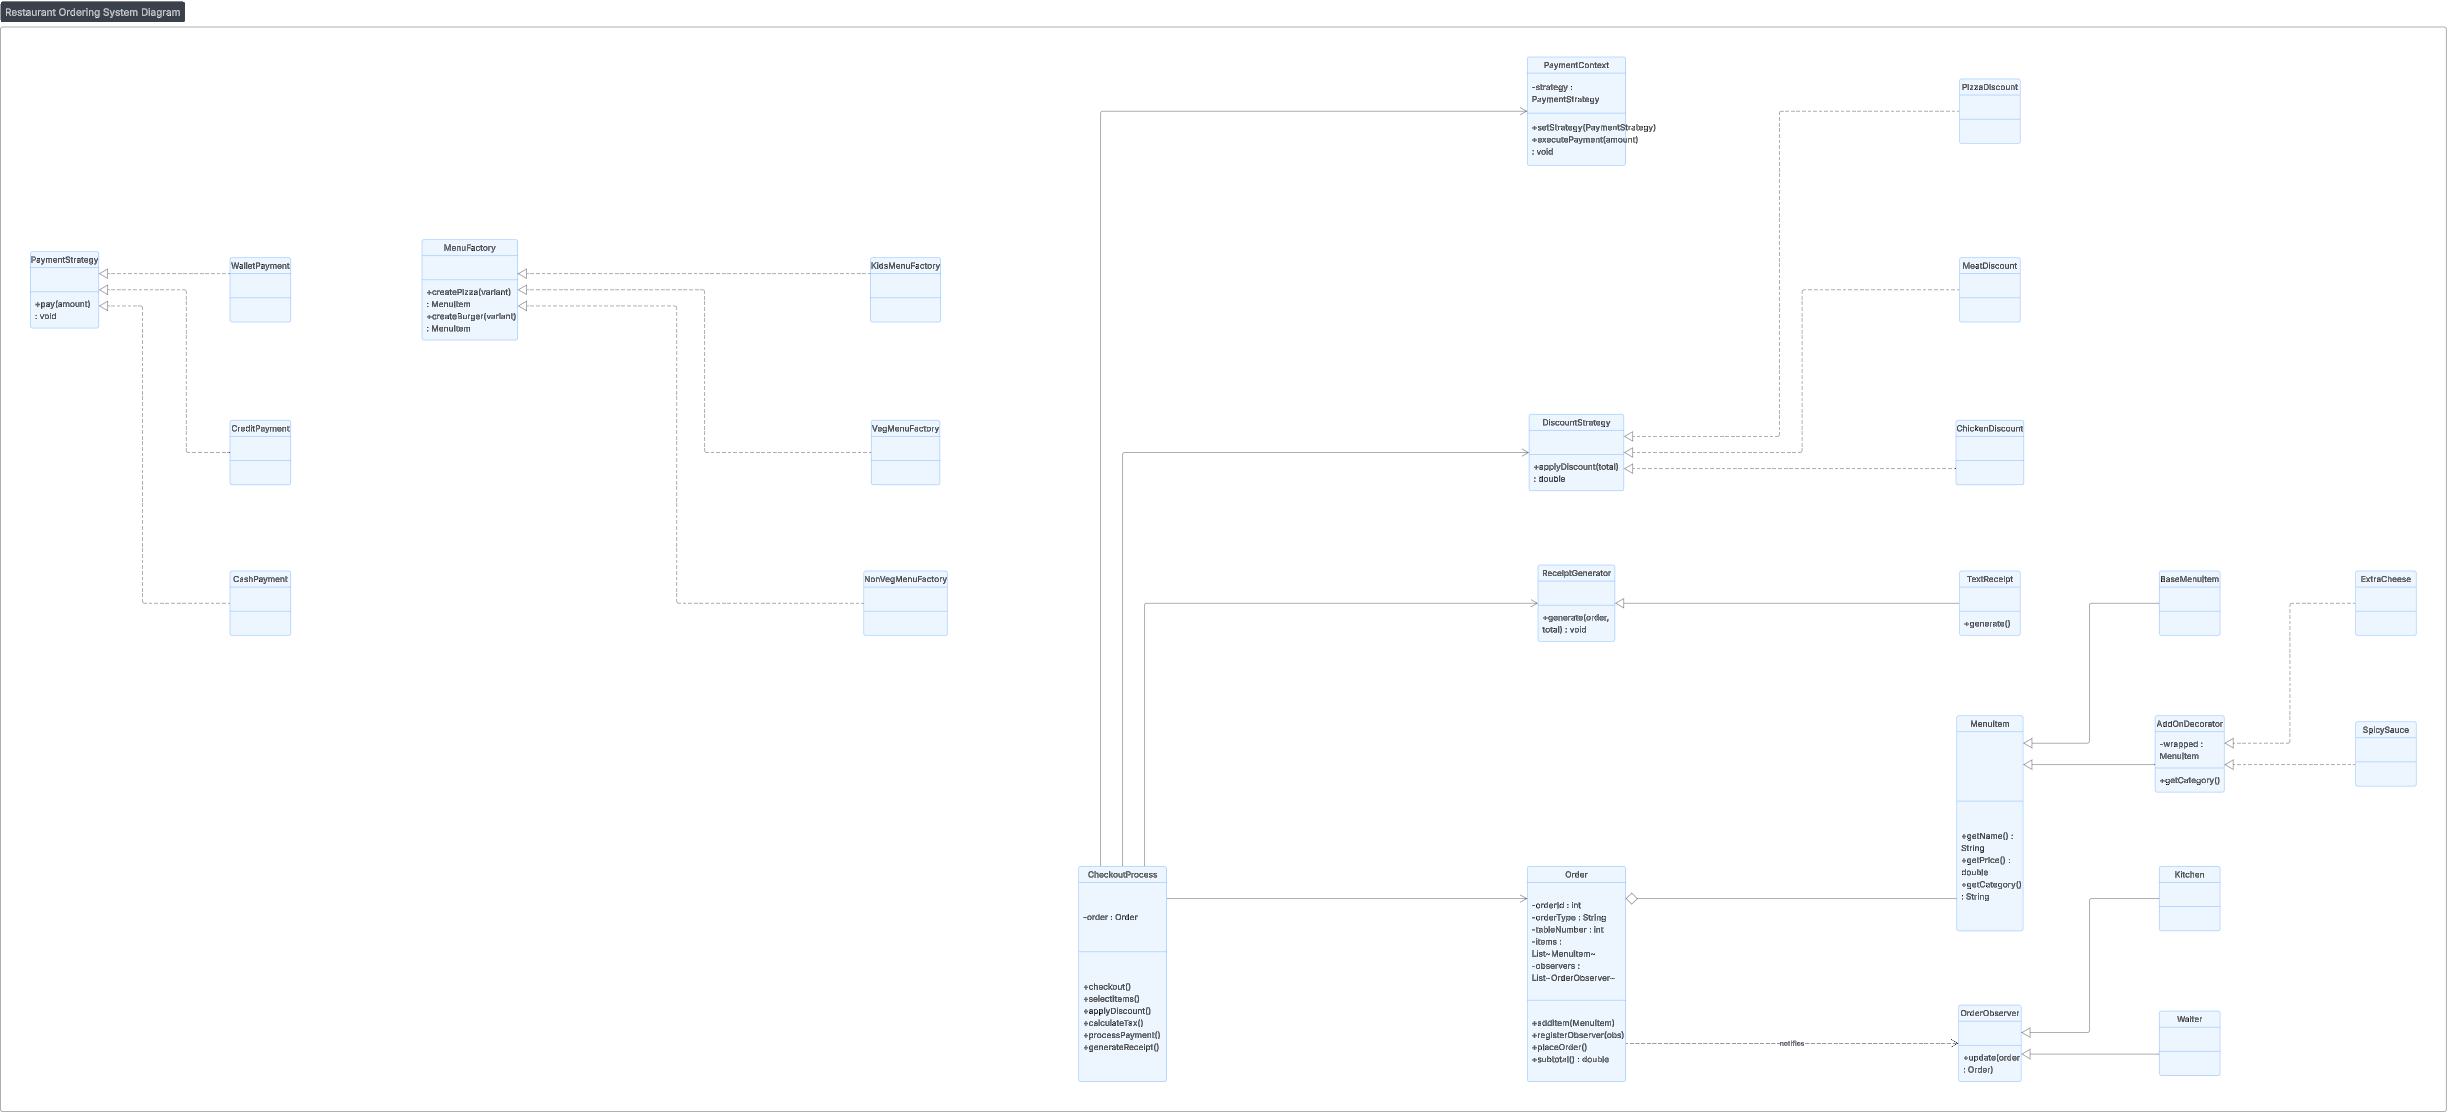 Restaurant Ordering System Diagram
PaymentContext
-strategy :
PaymentStrategy
+setStrategy(PaymentStrategy)
+executePayment(amount)
: void
PizzaDiscount
PaymentStrategy
+pay(amount)
: void
WalletPayment
MenuFactory
+createPizza(variant)
: MenuItem
+createBurger(variant)
: MenuItem
KidsMenuFactory
MeatDiscount
CreditPayment
VegMenuFactory
DiscountStrategy
+applyDiscount(total)
: double
ChickenDiscount
CashPayment
NonVegMenuFactory
ReceiptGenerator
+generate(order,
total) : void
TextReceipt
+generate()
BaseMenuItem
ExtraCheese
MenuItem
+getName() :
String
+getPrice() :
double
+getCategory()
: String
AddOnDecorator
-wrapped :
MenuItem
+getCategory()
SpicySauce
CheckoutProcess
-order : Order
+checkout()
+selectItems()
+applyDiscount()
+calculateTax()
+processPayment()
+generateReceipt()
Order
-orderId : int
-orderType : String
-tableNumber : int
-items :
List~MenuItem~
-observers :
List~OrderObserver~
+addItem(MenuItem)
+registerObserver(obs)
+placeOrder()
+subtotal() : double
notifies
Kitchen
OrderObserver
+update(order
: Order)
Waiter